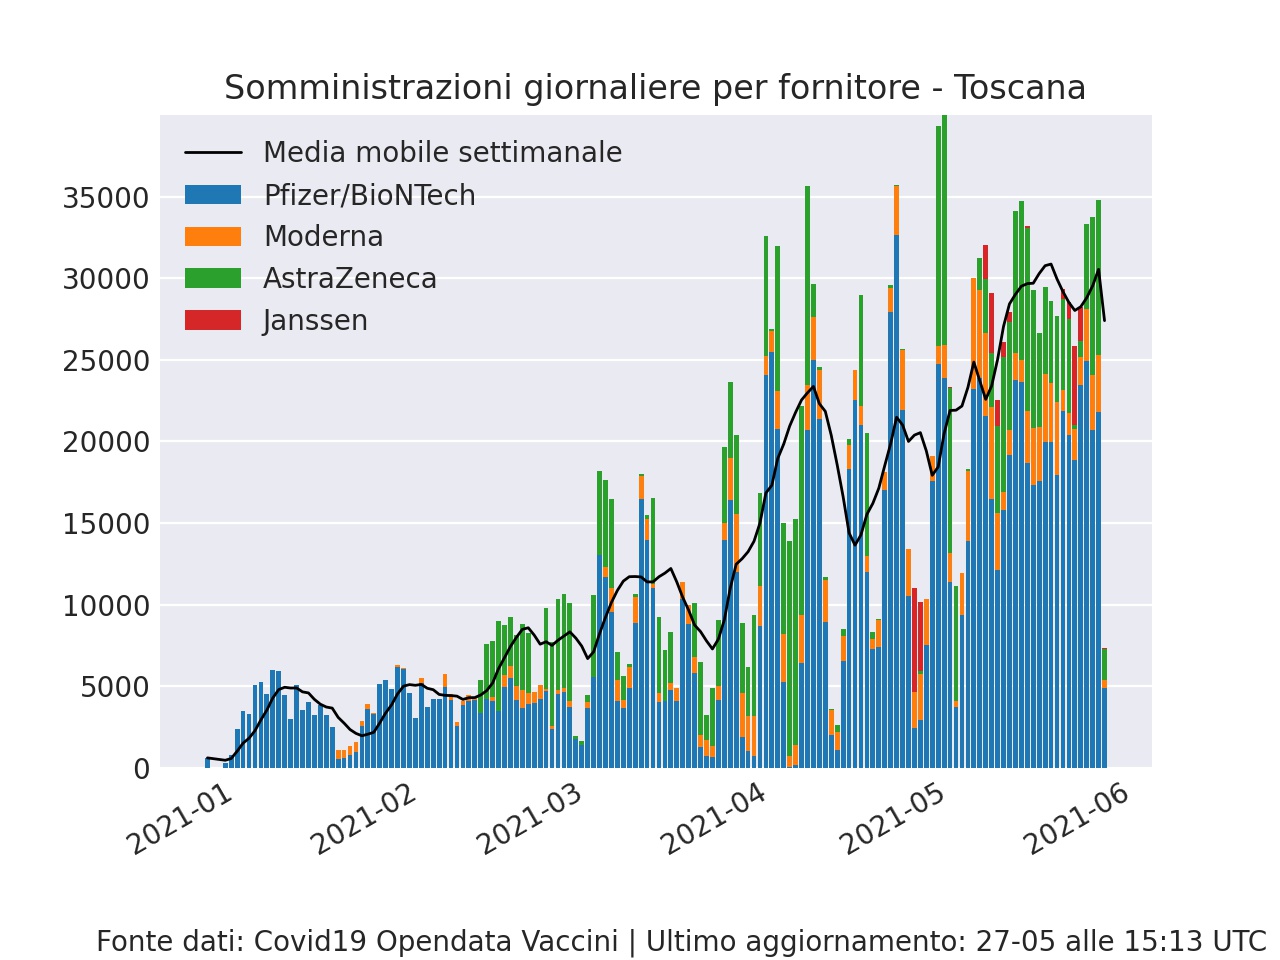 Somministrazioni giornaliere per fornitore - Toscana
Media mobile settimanale
Pfizer/BioNTech
Moderna
AstraZeneca
Janssen
35000
30000
25000
20000
15000
10000
5000
0
2021-01
2021-02
2021-03
2021-04
2021-05
2021-06
Fonte dati: Covid19 Opendata Vaccini | Ultimo aggiornamento: 27-05 alle 15:13 UTC